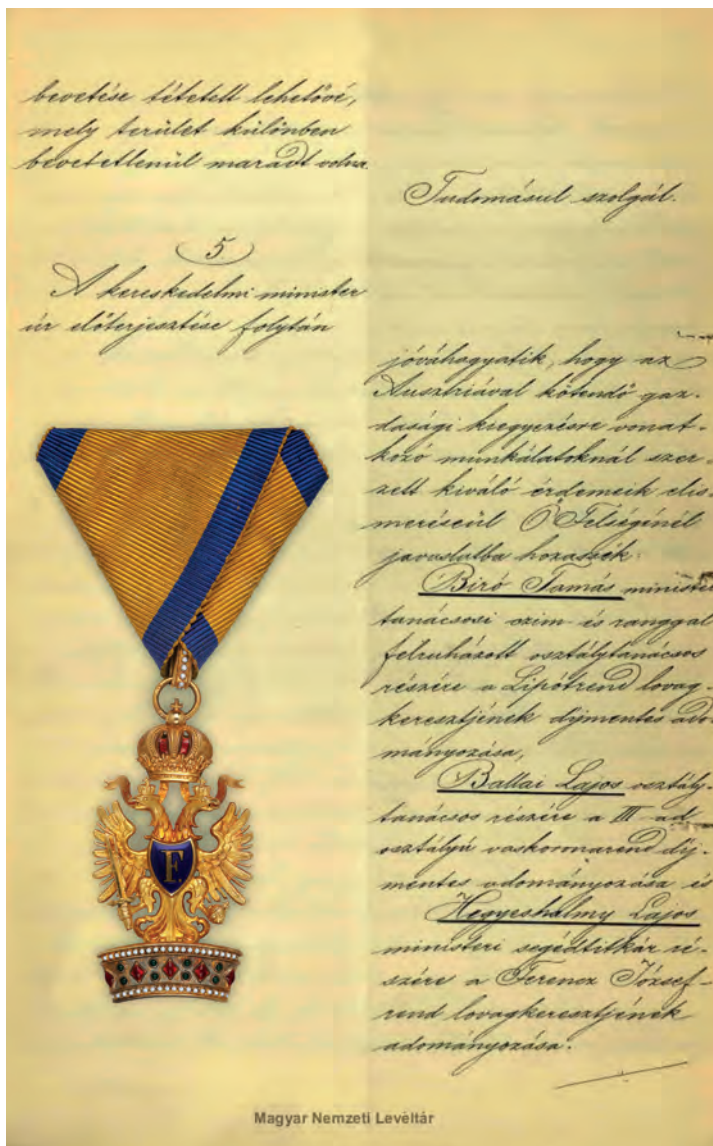 bevetése tétetett lehetővé,
mely terület különben
bevetetlenül maradt volna.
Tudomásul szolgál.
5
A kereskedelmi minister
úr előterjesztése folytán
jóváhagyatik, hogy az
Ausztriával kötendő gaz-
dasági kiegyezésre vonat-
kozó munkálatoknál szer-
zett kiváló érdemeik elis-
meréseül Ő Felségénél
javaslatba hozassék:
Biró Tamás ministeri
tanácsosi czim és ranggal
felruházott osztálytanácsos
részére a Lipótrend lovag-
keresztjének díjmentes ado-
mányozása,
Ballai Lajos osztály-
tanácsos részére a III-ad
osztályú vaskoronarend díj-
mentes adományozása és
Hegyeshalmy Lajos
ministeri segédtitkár ré-
szére a Ferencz József-
rend lovagkeresztjének
adományozása.
F
Magyar Nemzeti Levéltár